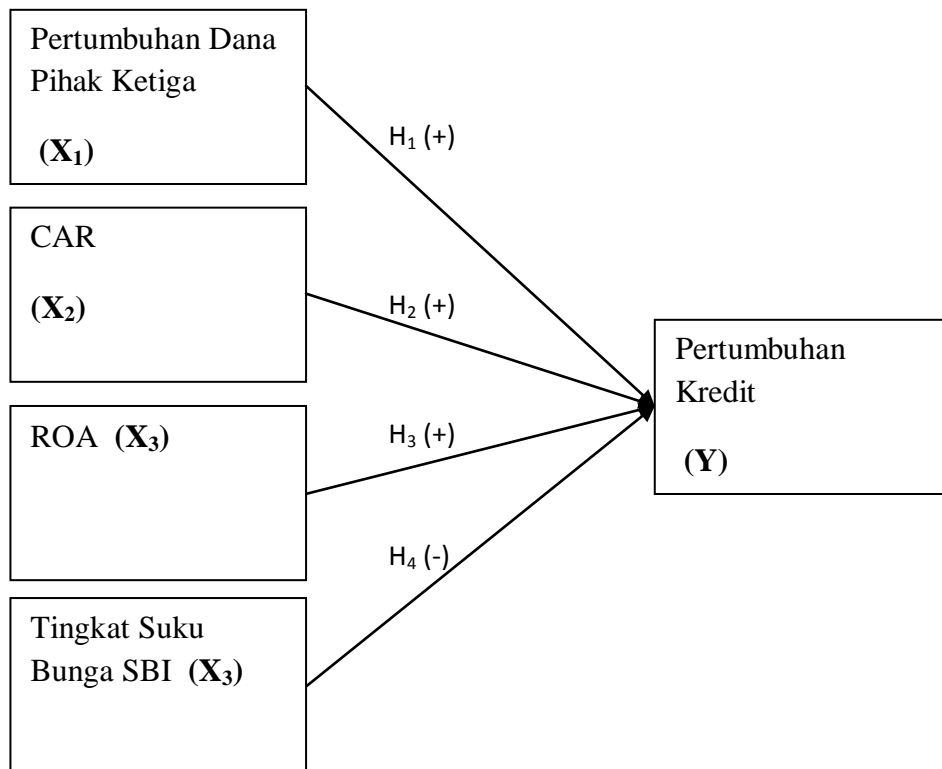 Pertumbuhan Dana
Pihak Ketiga
(X₁)
H₁ (+)
CAR
(X₂)
H₂ (+)
Pertumbuhan
Kredit
(Y)
ROA (X₃)
H₃ (+)
H₄ (-)
Tingkat Suku
Bunga SBI (X₃)